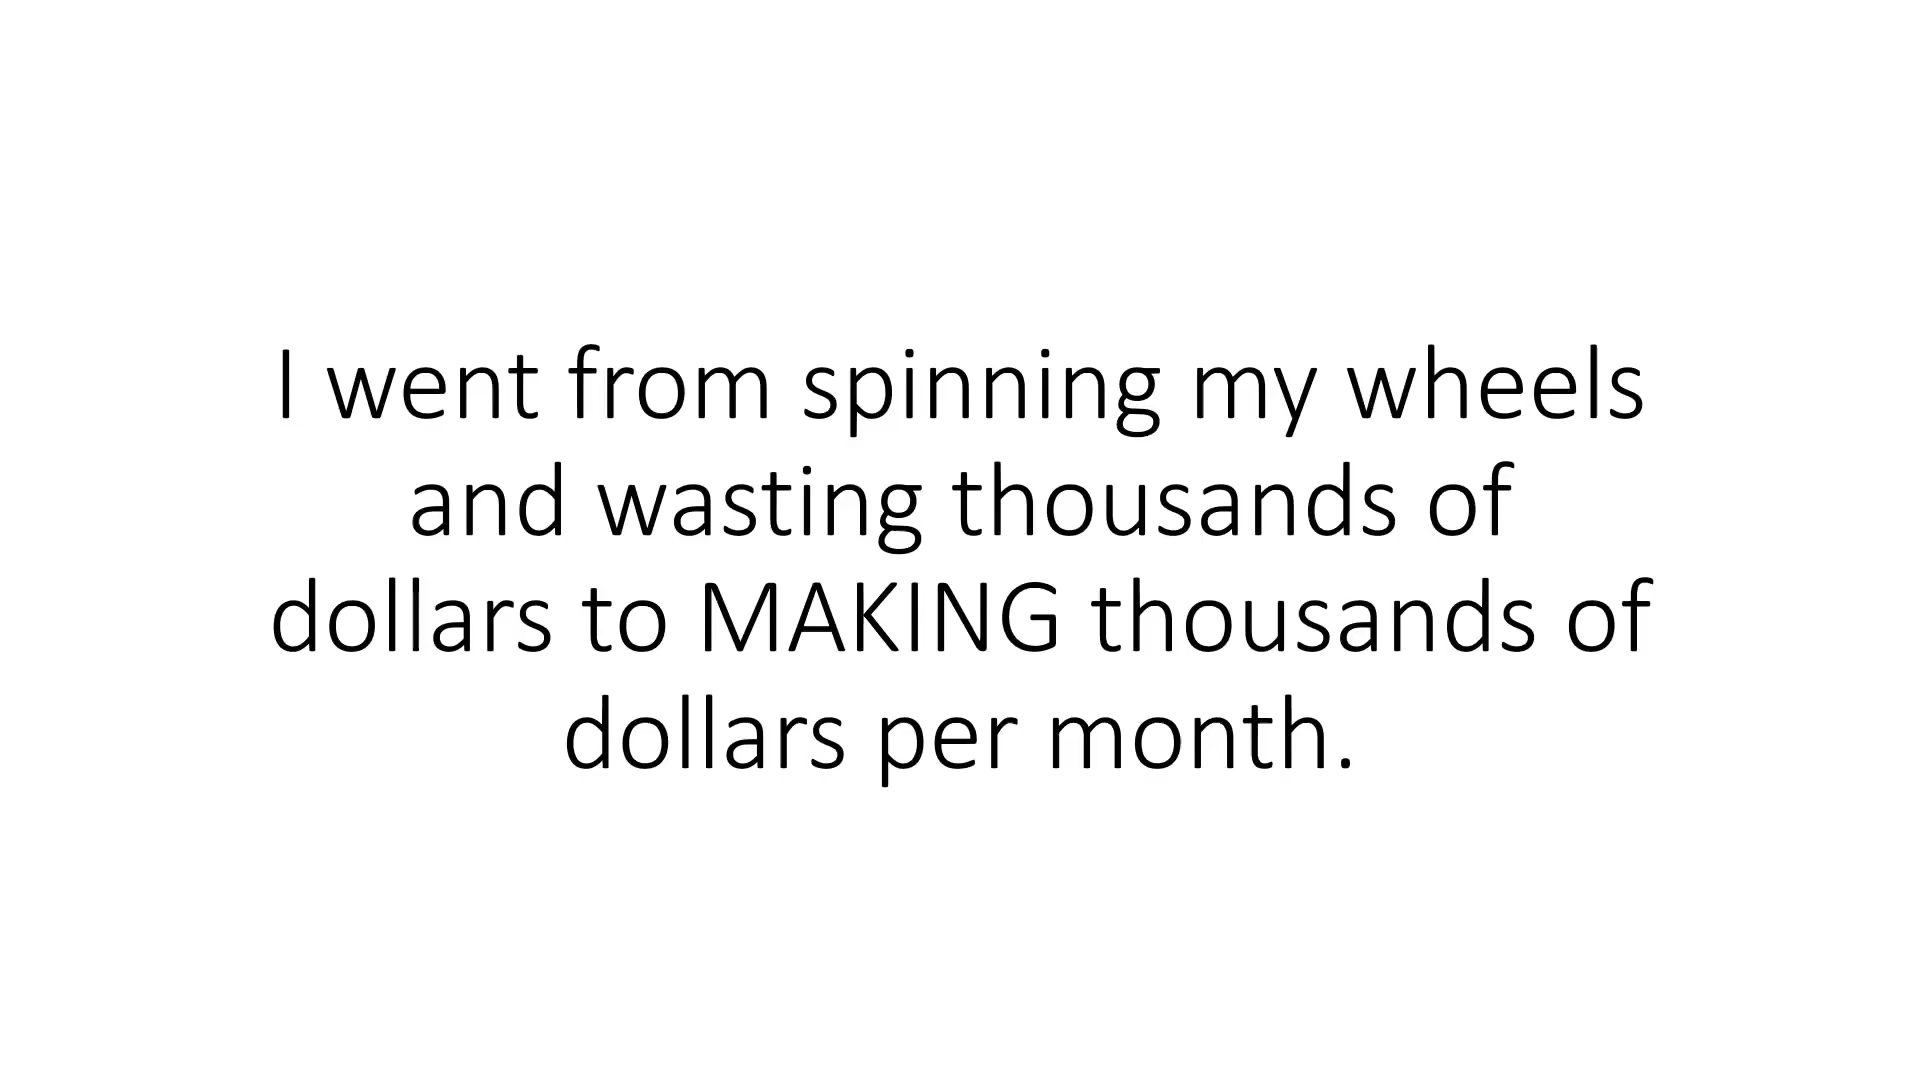 I went from spinning my wheels
and wasting thousands of
dollars to MAKING thousands of
dollars per month.